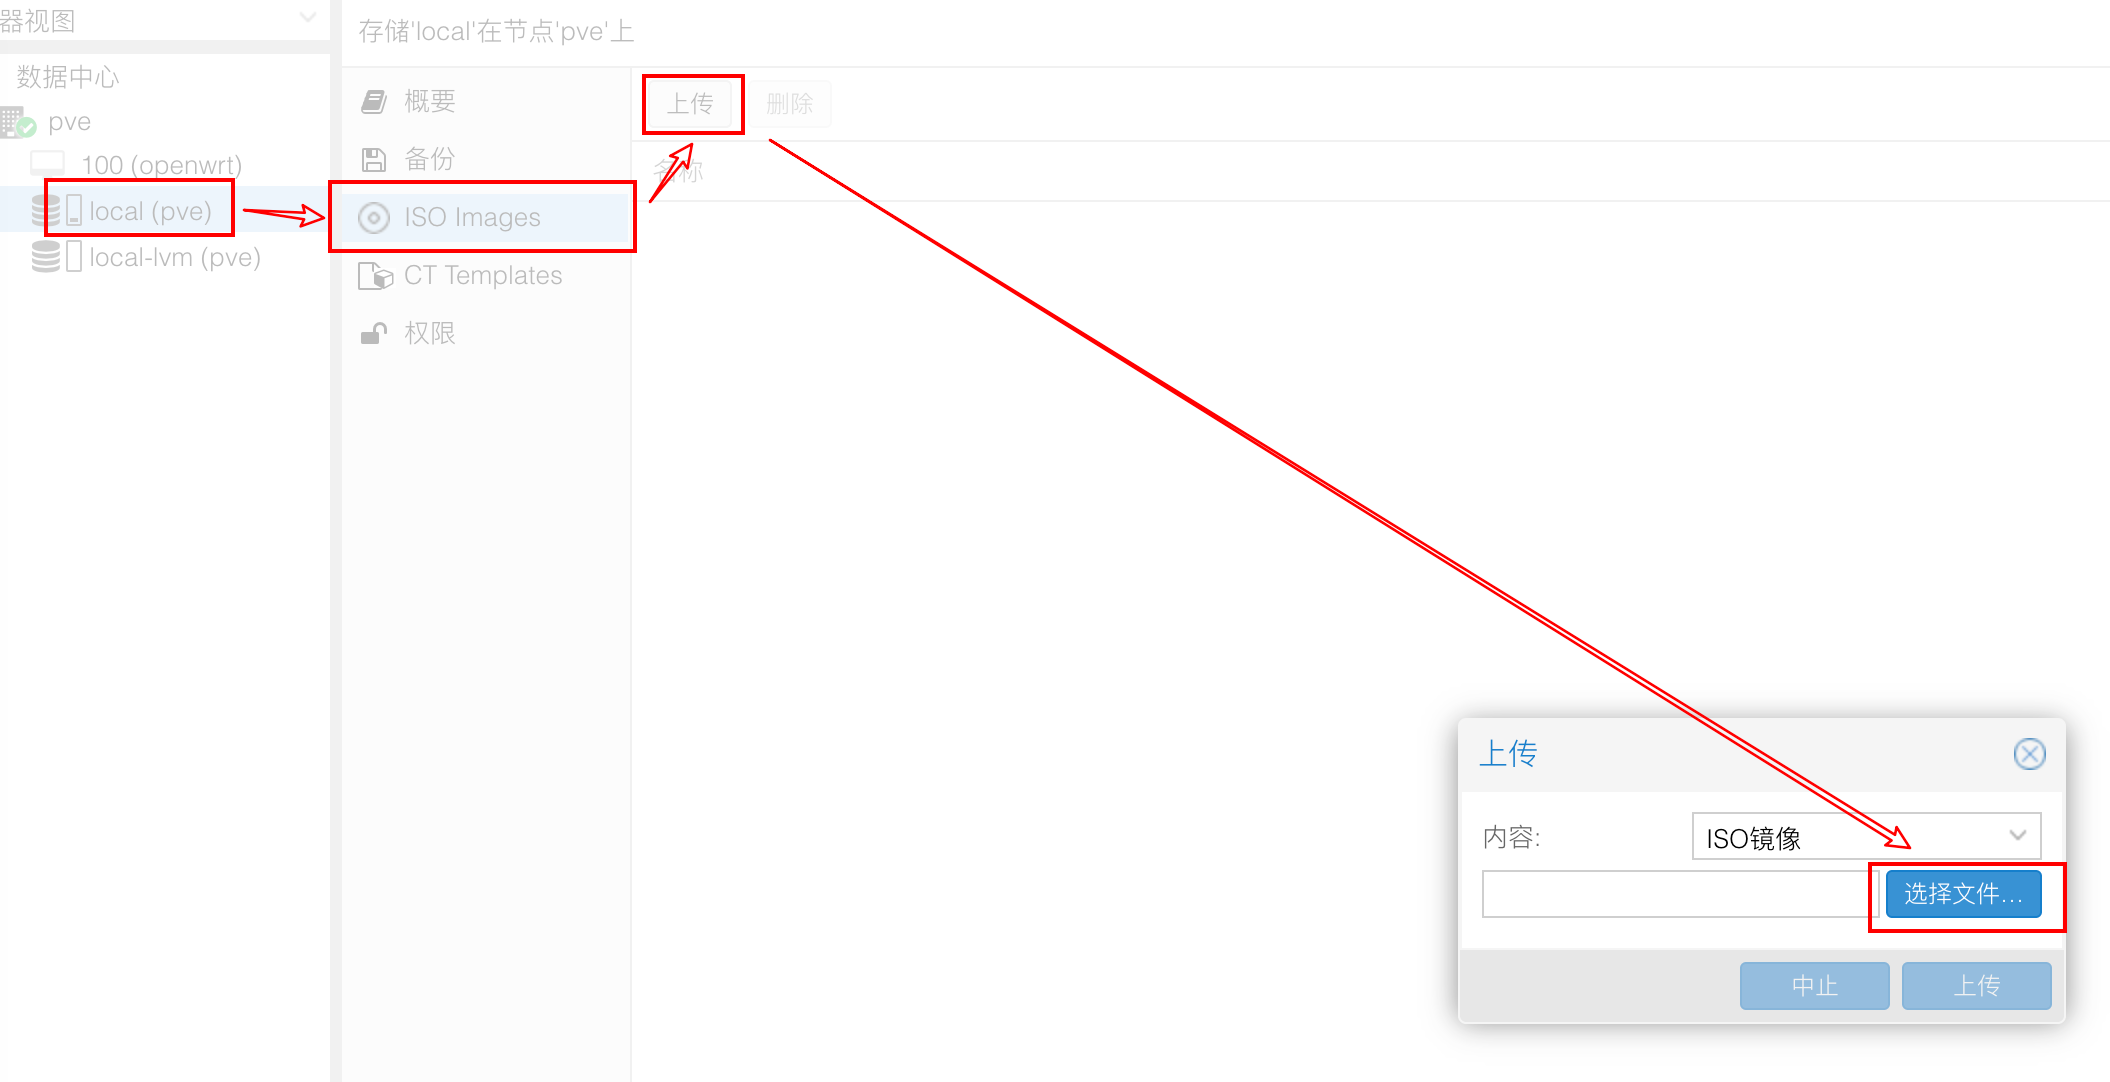 器视图
数据中心
pve
100 (openwrt)
local (pve)
local-lvm (pve)
存储'local'在节点'pve'上
概要
备份
ISO Images
CT Templates
权限
上传
删除
名称
上传
内容:
ISO镜像
选择文件...
中止
上传